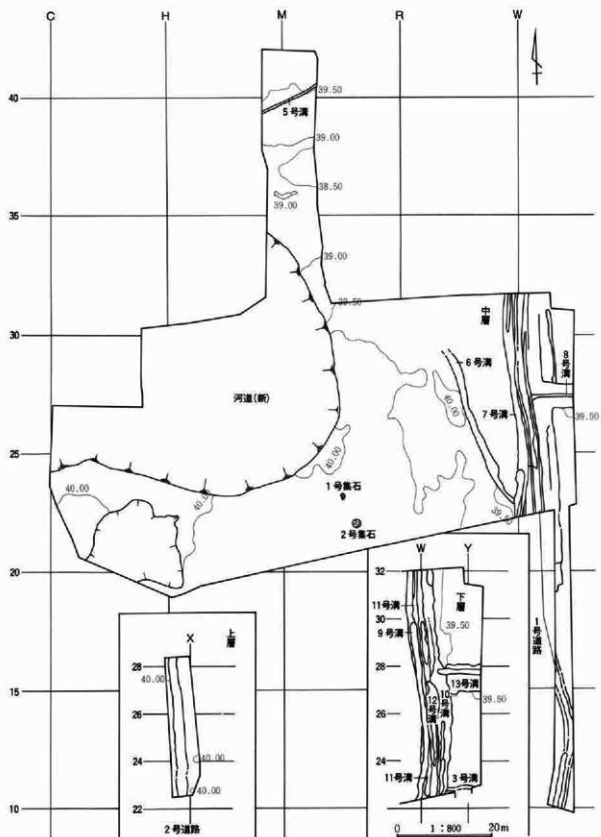 C H M R W
40
39.50
5号溝
39.00
38.50
35
39.00
39.00
39.50
30
中層
6号溝
8号溝
河道(新)
40.00
7号溝
39.50
25
40.00
40.00
1号集石
40.00
39.50
2号集石
20
W Y
上層
32
下層
X
11号溝
30
39.50
1号道路
28
9号溝
40.00
28
15
13号溝
10号溝
12号溝
39.50
26
26
24
40.00
24
11号溝
3号溝
40.00
22
10
2号道路
0 1:800 20m